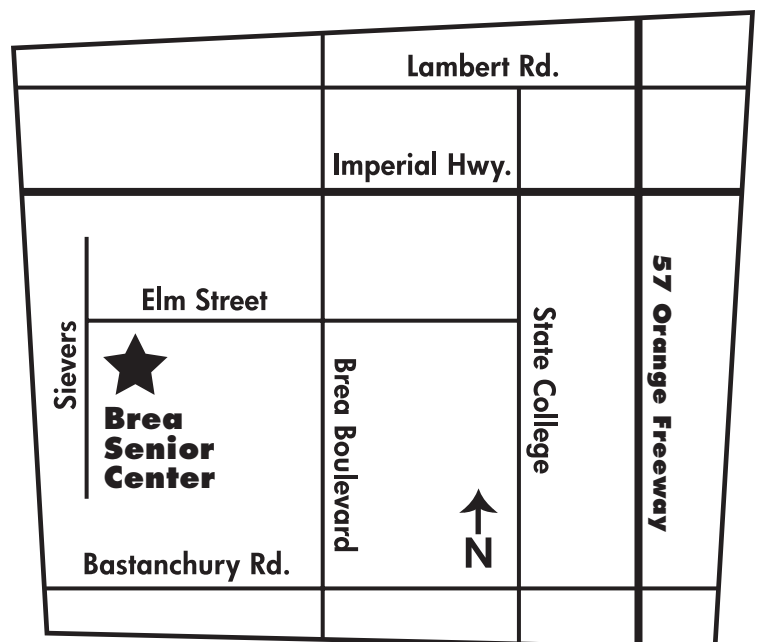 Lambert Rd.
Imperial Hwy.
57 Orange Freeway
Elm Street
State College
Sievers
Brea Boulevard
Brea
Senior
Center
N
Bastanchury Rd.